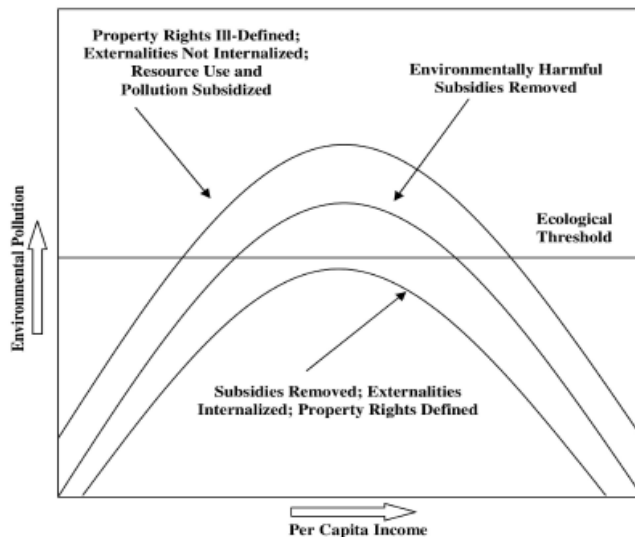 Property Rights Ill-Defined;
Externalities Not Internalized;
Resource Use and
Pollution Subsidized
Environmentally Harmful
Subsidies Removed
Ecological
Threshold
Environmental Pollution
Subsidies Removed; Externalities
Internalized; Property Rights Defined
Per Capita Income